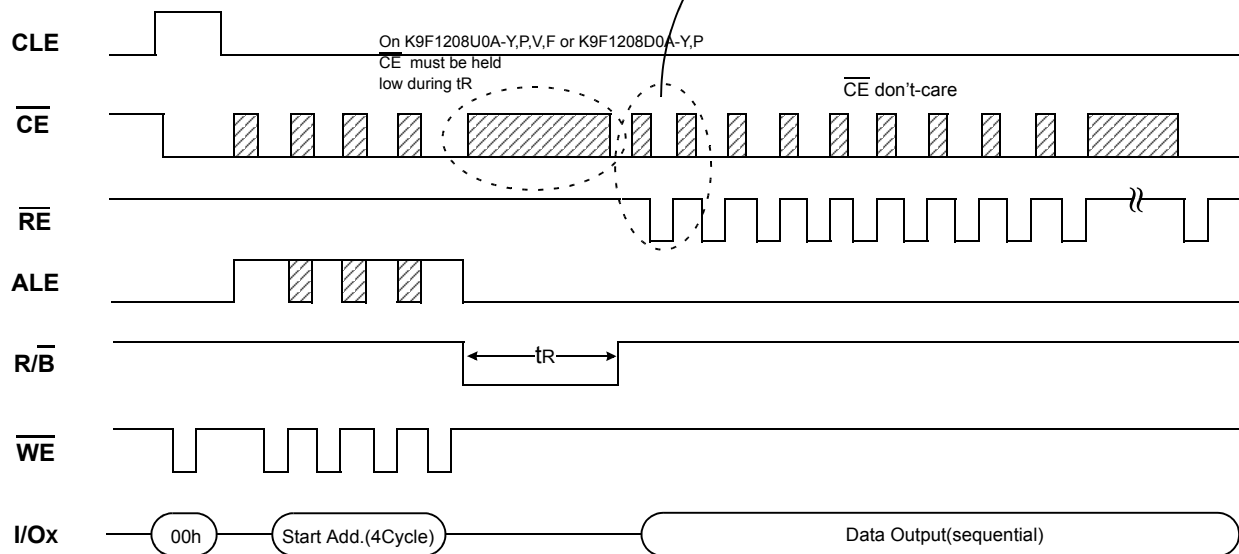 CLE
On K9F1208U0A-Y,P,V,F or K9F1208D0A-Y,P
CE must be held
low during tR
CE don't-care
CE
RE
ALE
R/B
tR
WE
I/Ox
00h
Start Add.(4Cycle)
Data Output(sequential)